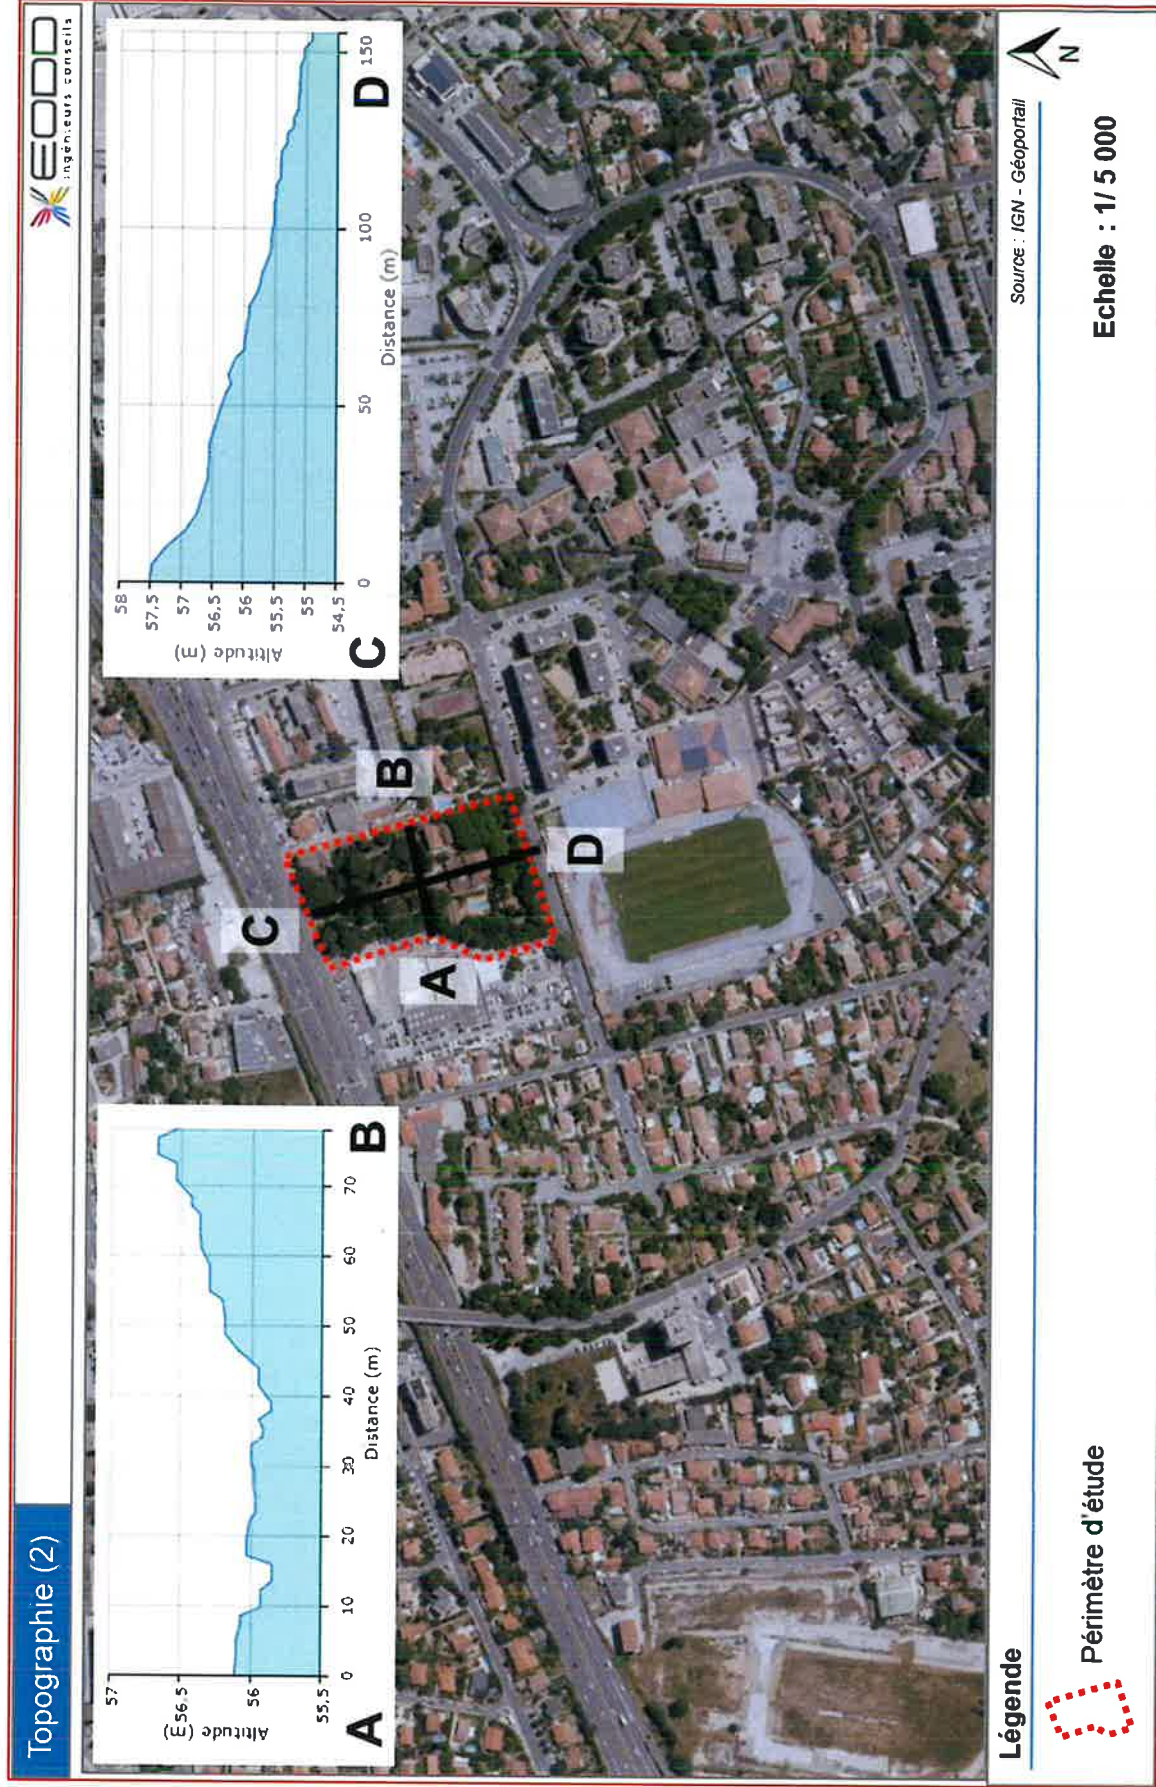 Topographie (2)
EODD
ingénieurs conseils
57
56,5
56
55,5
Altitude (m)
0
10
20
30
40
50
60
70
Distance (m)
A
B
58
57,5
57
56,5
56
55,5
55
54,5
Altitude (m)
0
50
100
150
Distance (m)
C
D
C
B
A
D
Légende
Source : IGN - Géoportail
N
Périmètre d'étude
Echelle : 1/ 5 000